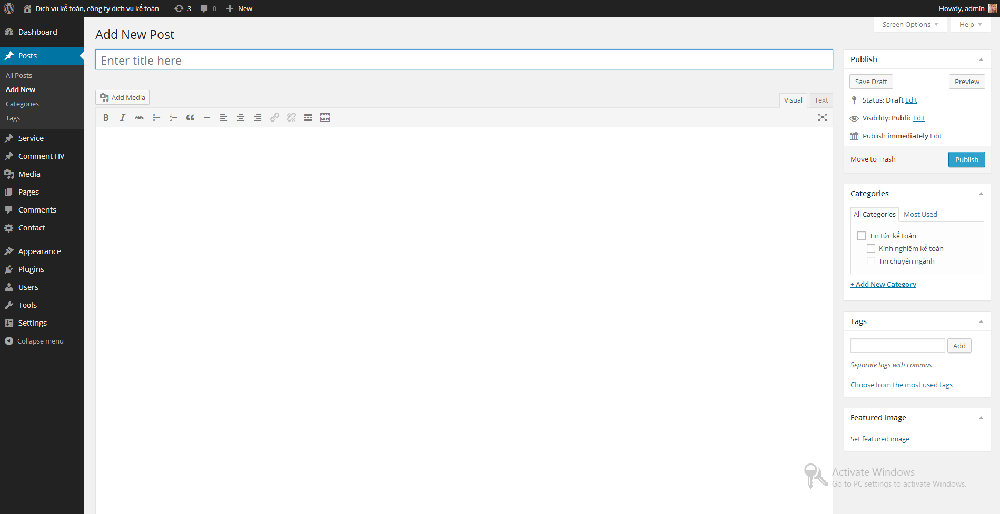 Dịch vụ kế toán, công ty dịch vụ kế toán...
3
0
New
Howdy, admin
Dashboard
Posts
All Posts
Add New
Categories
Tags
Service
Comment HV
Media
Pages
Comments
Contact
Appearance
Plugins
Users
Tools
Settings
Collapse menu
Screen Options
Help
Add New Post
Enter title here
Add Media
Visual
Text
B
I
ABC
Publish
Save Draft
Preview
Status: Draft Edit
Visibility: Public Edit
Publish immediately Edit
Move to Trash
Publish
Categories
All Categories
Most Used
Tin tức kế toán
Kinh nghiệm kế toán
Tin chuyên ngành
+ Add New Category
Tags
Add
Separate tags with commas
Choose from the most used tags
Featured Image
Set featured image
Activate Windows
Go to PC settings to activate Windows.